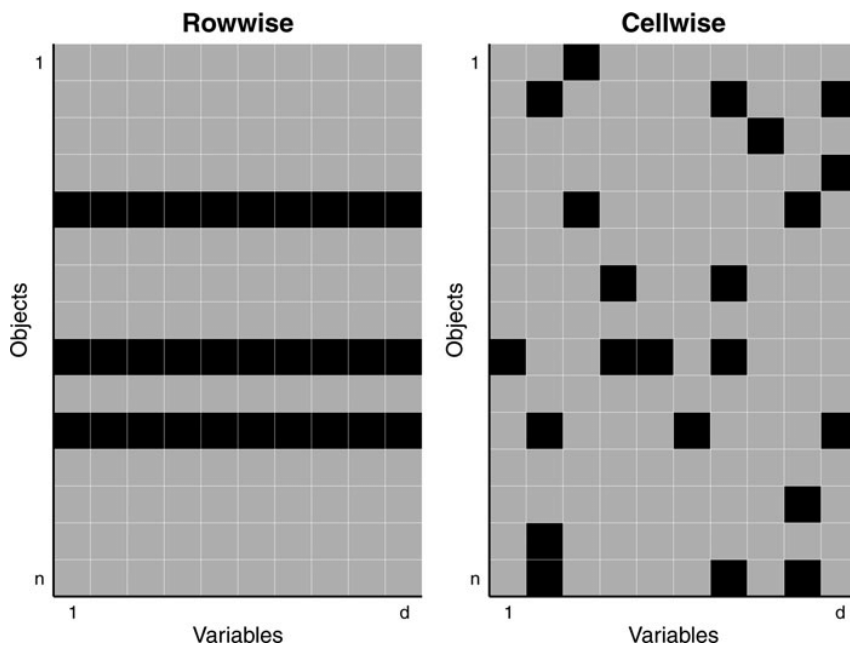 Rowwise
Cellwise
1
1
Objects
Objects
n
n
1
d
1
d
Variables
Variables